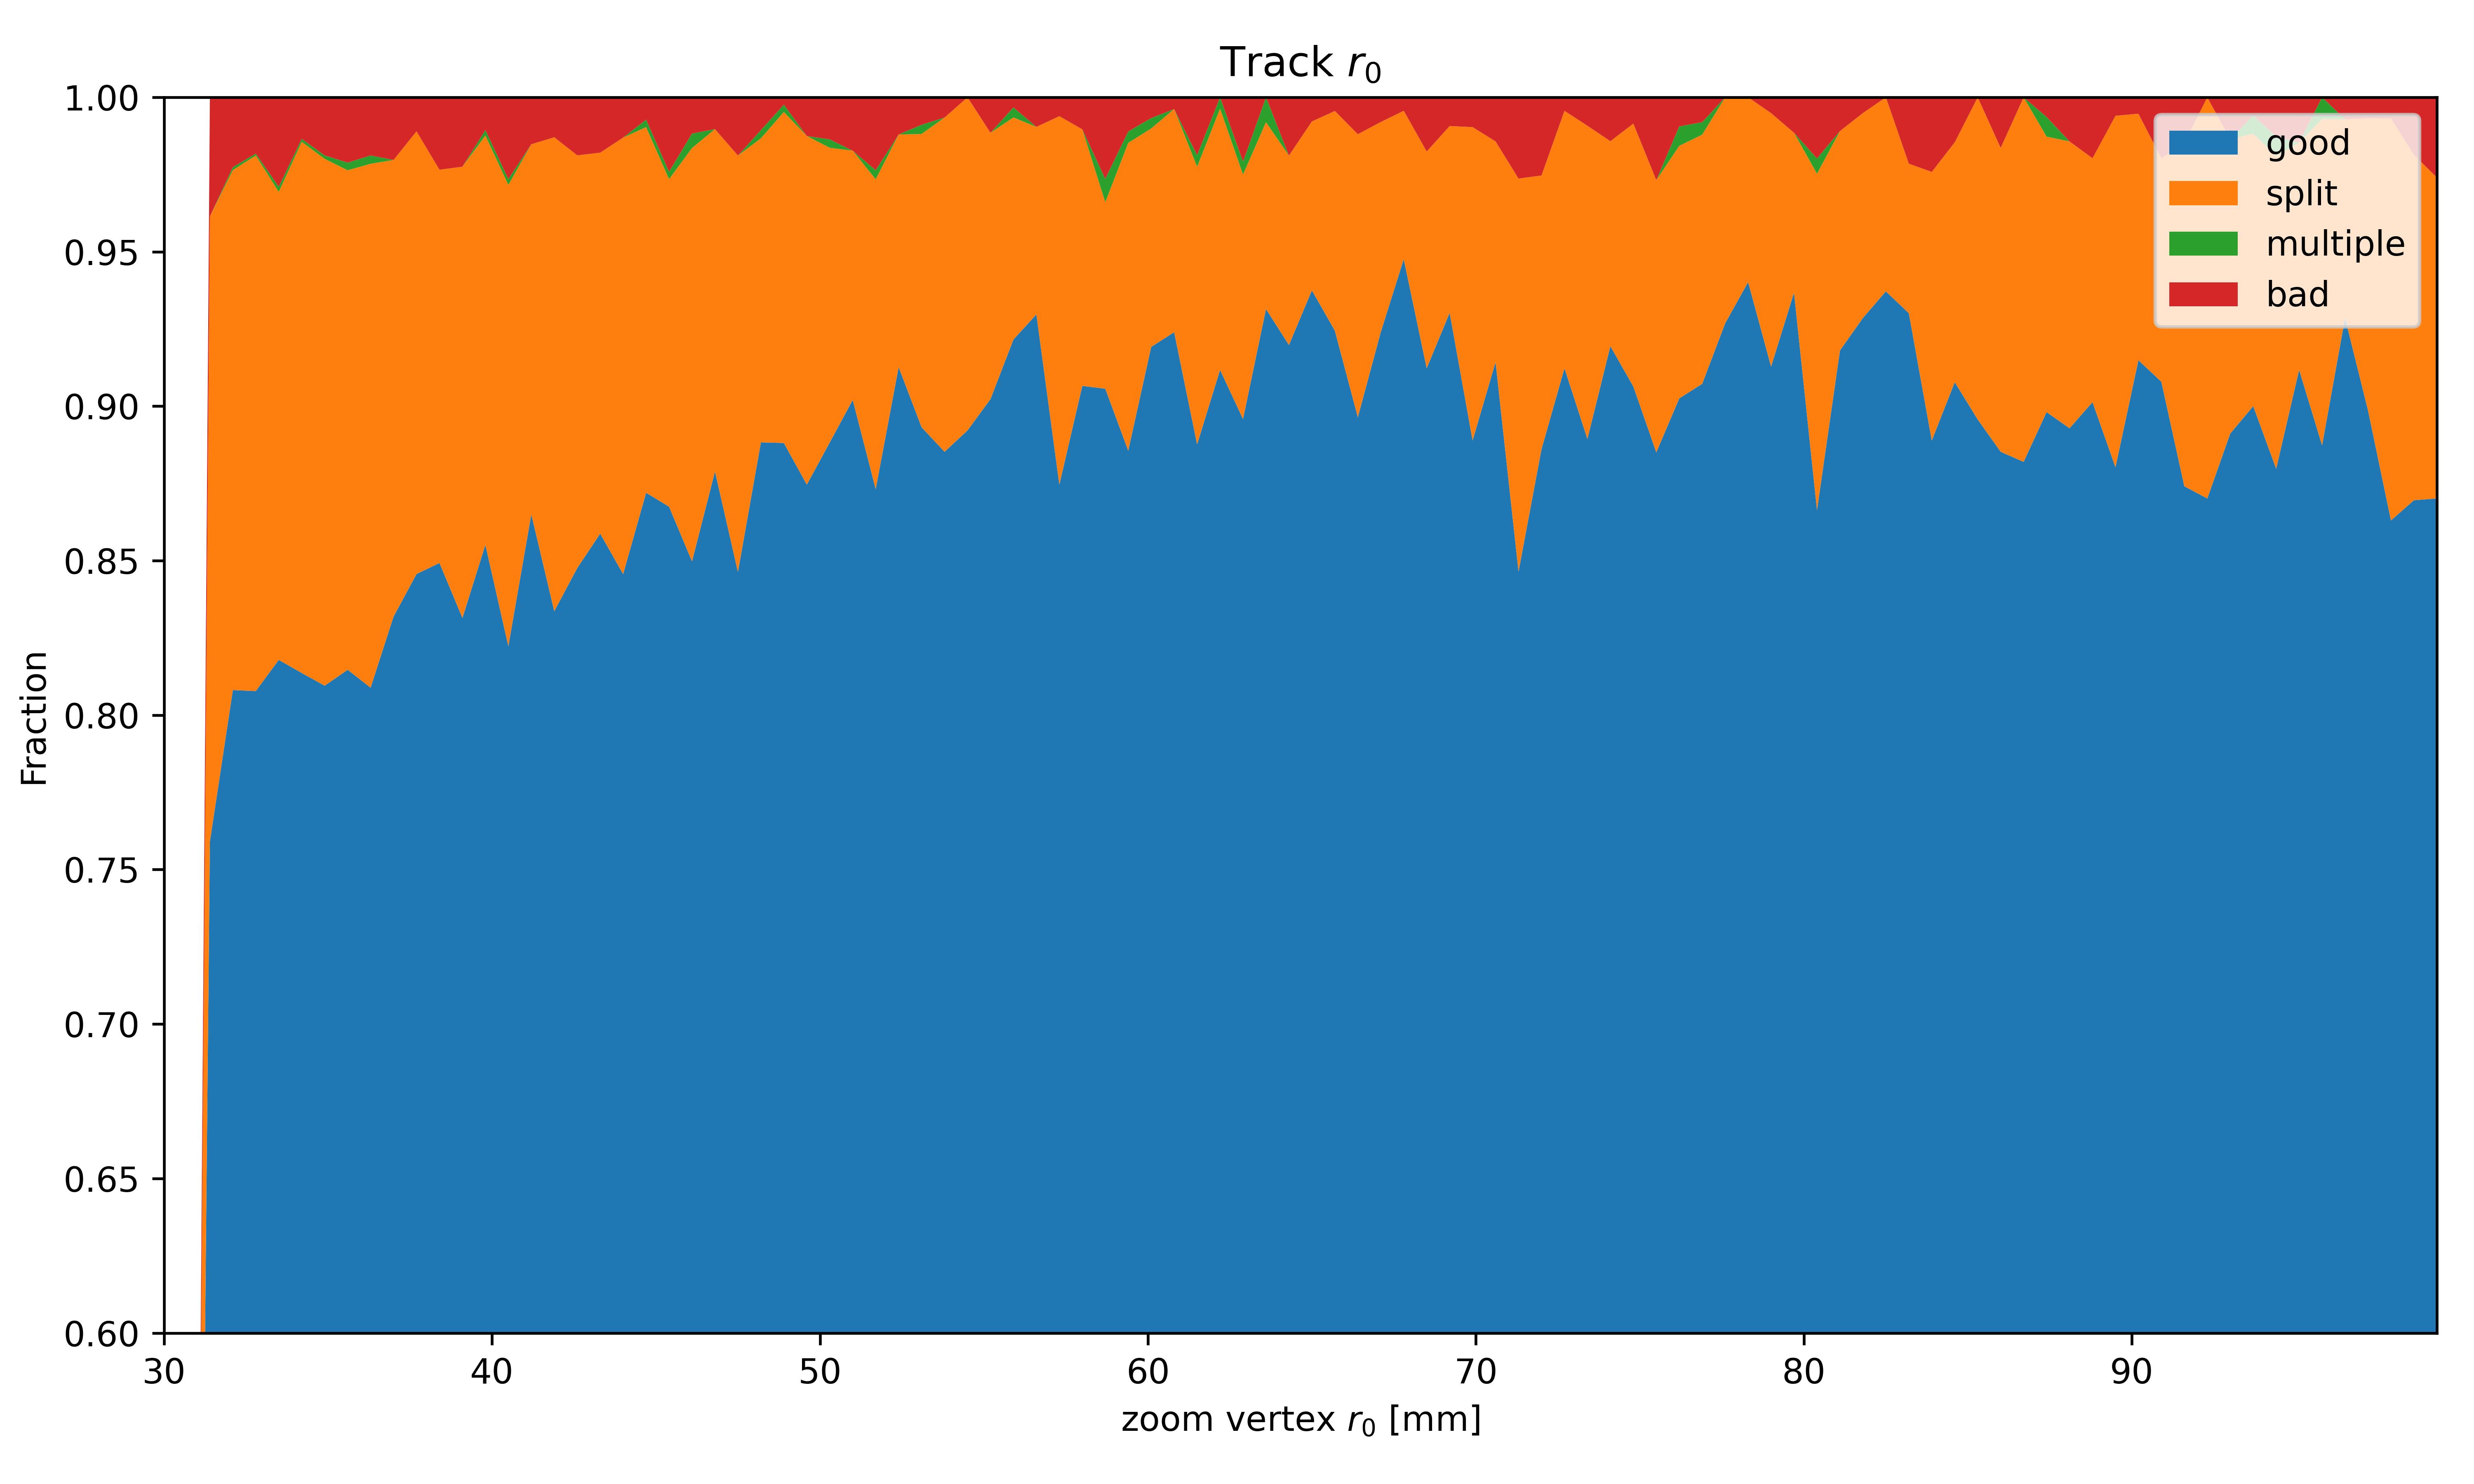 Track r₀
1.00
0.95
0.90
0.85
0.80
0.75
0.70
0.65
0.60
Fraction
30 40 50 60 70 80 90
zoom vertex r₀ [mm]
good
split
multiple
bad